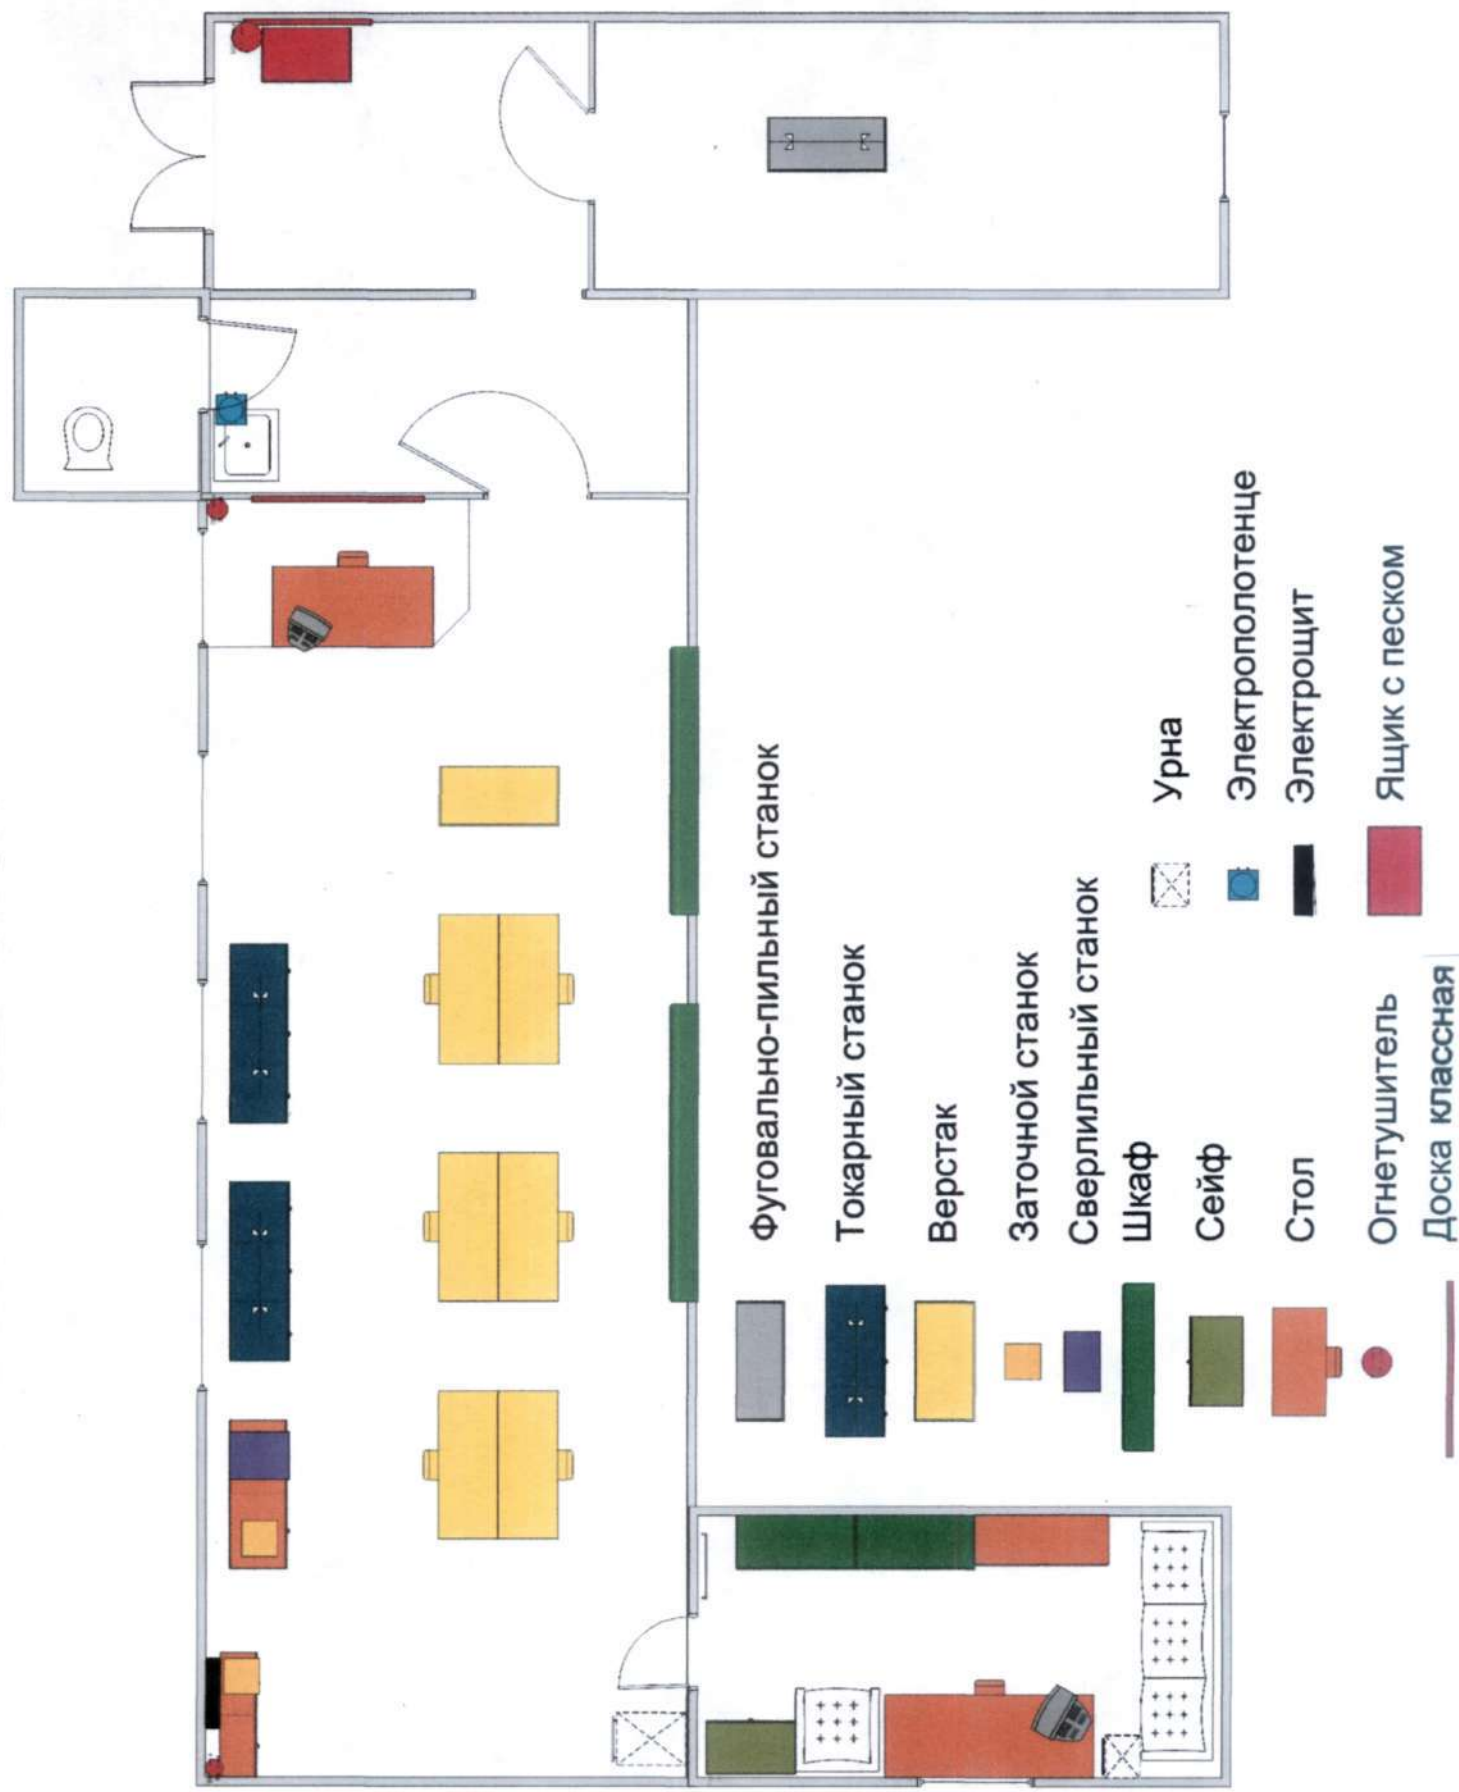 Фуговально-пильный станок
Токарный станок
Верстак
Заточной станок
Сверлильный станок
Шкаф
Сейф
Стол
Огнетушитель
Доска классная
Урна
Электрополотенце
Электрощит
Ящик с песком